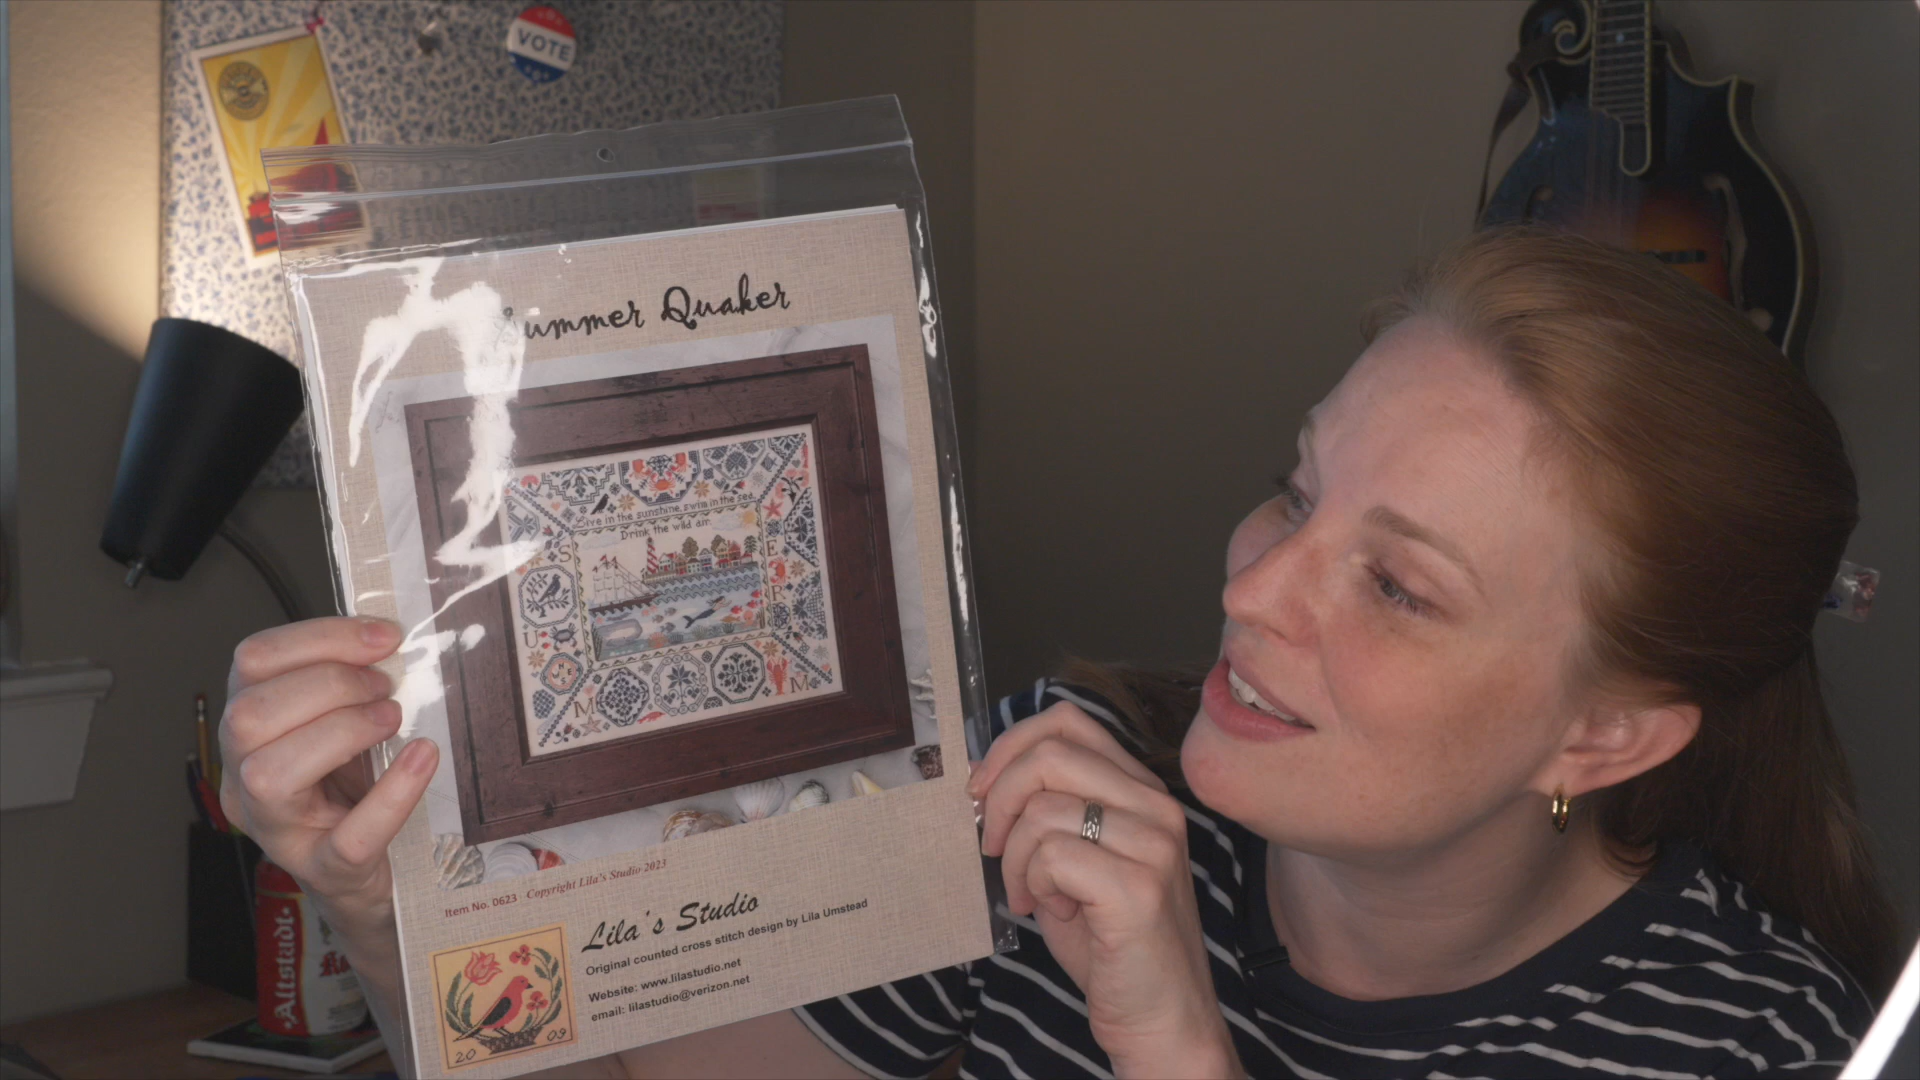 VOTE
Summer Quaker
Live in the sunshine, swim in the sea,
Drink the wild air.
S
E
U
R
M
M
Item No. 0623 Copyright Lila's Studio 2023
Lila's Studio
Original counted cross stitch design by Lila Umstead
Website: www.lilastudio.net
email: lilastudio@verizon.net
20 09
Altstadt